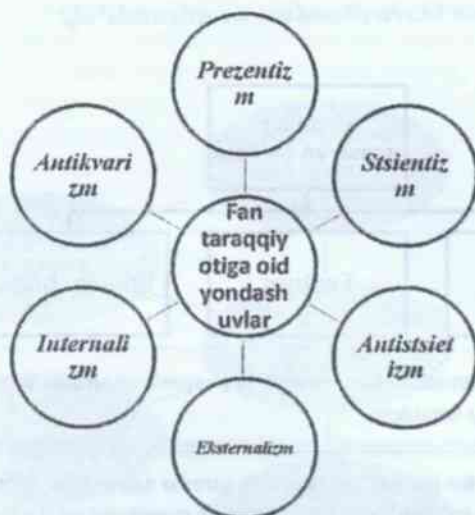 Prezentiz
m
Antikvari
zm
Stsientiz
m
Fan
taraqqiy
otiga oid
yondash
uvlar
Internali
zm
Antistsiet
izm
Eksternalizm